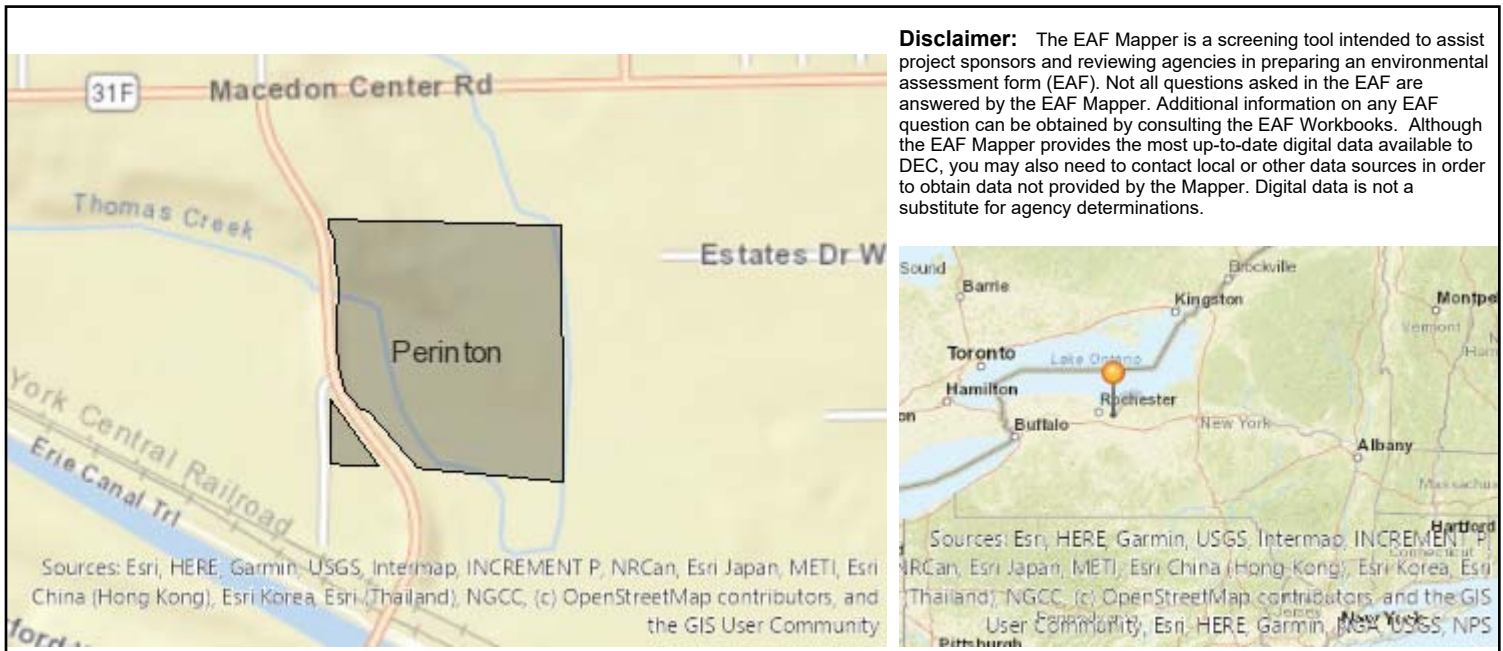 31F
Macedon Center Rd
Thomas Creek
Estates Dr W
Perinton
York Central Railroad
Erie Canal Trl
Sources: Esri, HERE, Garmin, USGS, Intermap, INCREMENT P, NRCan, Esri Japan, METI, Esri
China (Hong Kong), Esri Korea, Esri (Thailand), NGCC, (c) OpenStreetMap contributors, and
the GIS User Community
Disclaimer: The EAF Mapper is a screening tool intended to assist
project sponsors and reviewing agencies in preparing an environmental
assessment form (EAF). Not all questions asked in the EAF are
answered by the EAF Mapper. Additional information on any EAF
question can be obtained by consulting the EAF Workbooks. Although
the EAF Mapper provides the most up-to-date digital data available to
DEC, you may also need to contact local or other data sources in order
to obtain data not provided by the Mapper. Digital data is not a
substitute for agency determinations.
Sound
Barrie
Brockville
Kingston
Montpe
Vermont
Toronto
Lake Ontario
Hamilton
Rochester
Buffalo
New York
Albany
Massachu
Hartford
Connecticut
Sources: Esri, HERE, Garmin, USGS, Intermap, INCREMENT P,
NRCan, Esri Japan, METI, Esri China (Hong Kong), Esri Korea, Esri
(Thailand), NGCC, (c) OpenStreetMap contributors, and the GIS
User Community, Esri, HERE, Garmin, NGA, USGS, NPS
New York
Pittsburgh